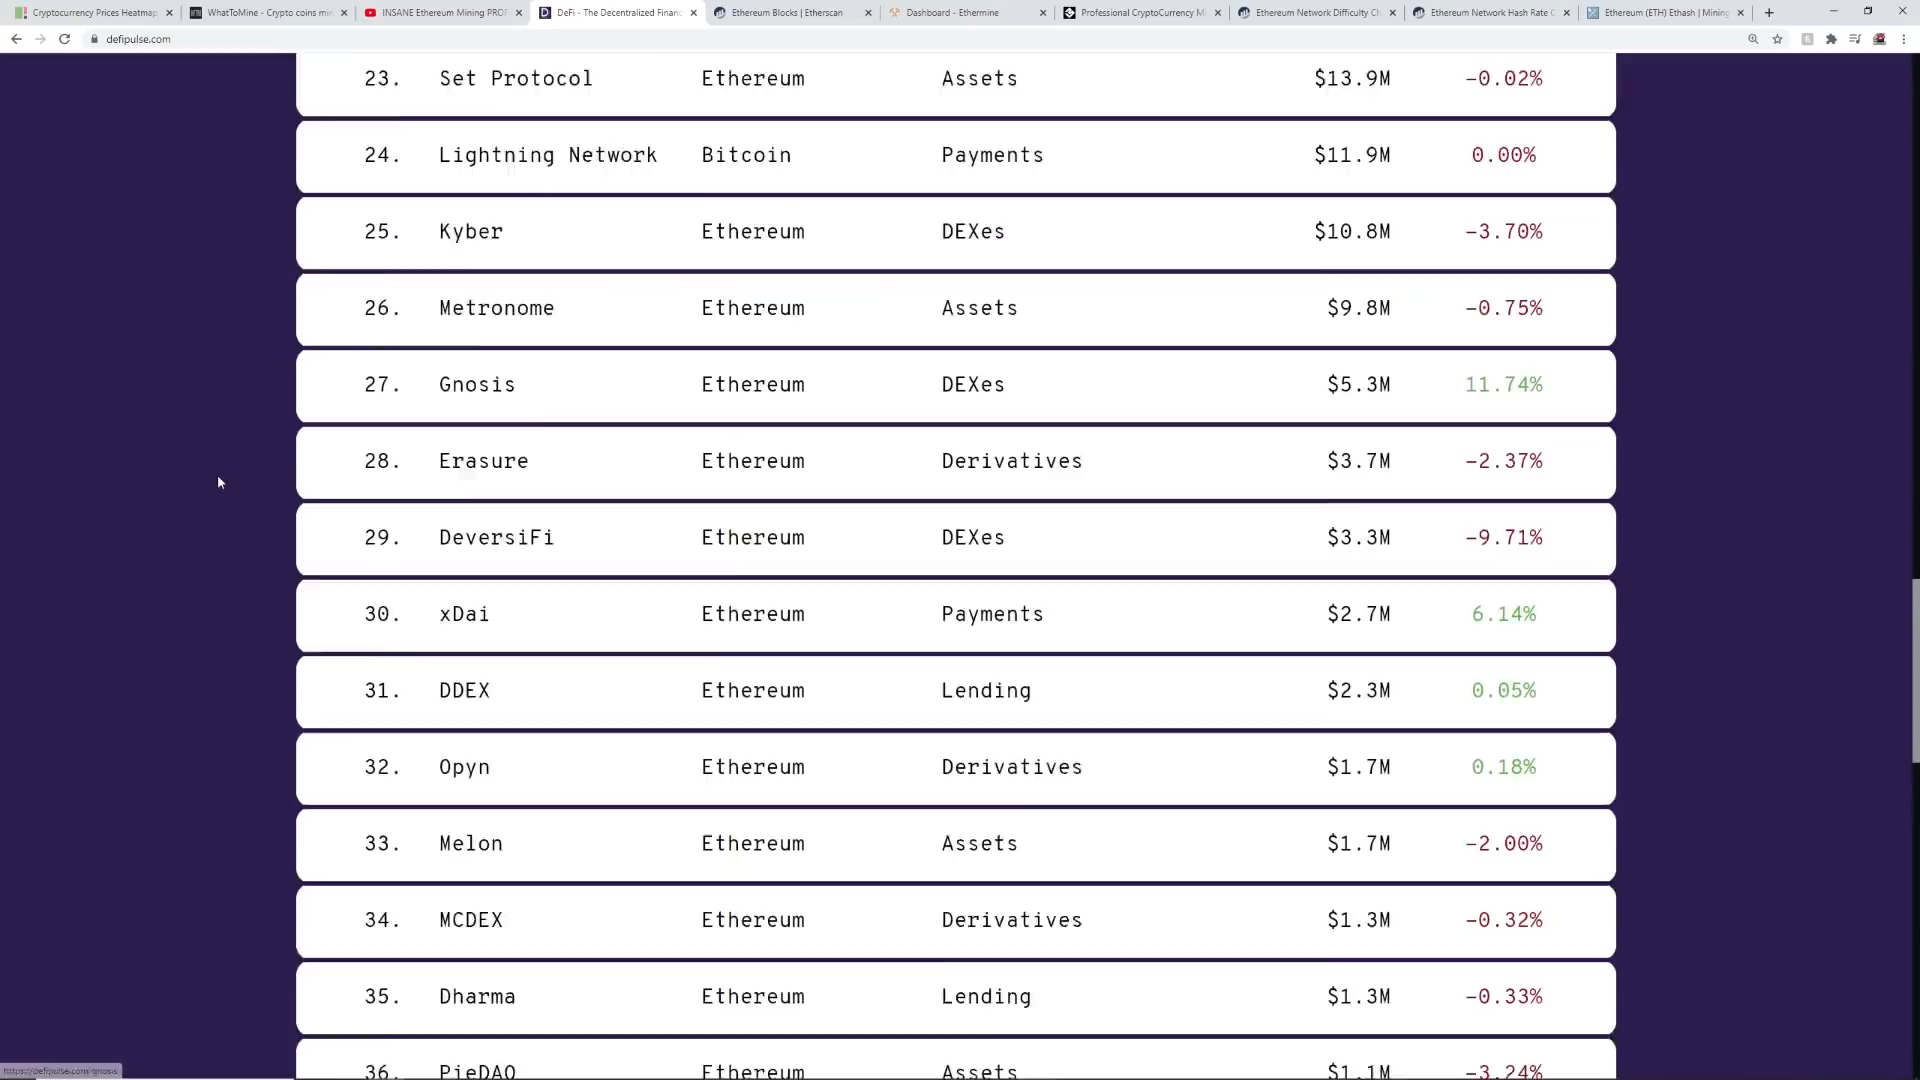 Cryptocurrency Prices Heatmap
WhatToMine - Crypto coins min
INSANE Ethereum Mining PROF
DeFi - The Decentralized Financ
Ethereum Blocks | Etherscan
Dashboard - Ethermine
Professional CryptoCurrency Mi
Ethereum Network Difficulty Ch
Ethereum Network Hash Rate C
Ethereum (ETH) Ethash | Mining
defipulse.com
23. Set Protocol Ethereum Assets $13.9M -0.02%
24. Lightning Network Bitcoin Payments $11.9M 0.00%
25. Kyber Ethereum DEXes $10.8M -3.70%
26. Metronome Ethereum Assets $9.8M -0.75%
27. Gnosis Ethereum DEXes $5.3M 11.74%
28. Erasure Ethereum Derivatives $3.7M -2.37%
29. DeversiFi Ethereum DEXes $3.3M -9.71%
30. xDai Ethereum Payments $2.7M 6.14%
31. DDEX Ethereum Lending $2.3M 0.05%
32. Opyn Ethereum Derivatives $1.7M 0.18%
33. Melon Ethereum Assets $1.7M -2.00%
34. MCDEX Ethereum Derivatives $1.3M -0.32%
35. Dharma Ethereum Lending $1.3M -0.33%
36. PieDAO Ethereum Assets $1.1M -3.24%
https://defipulse.com/gnosis